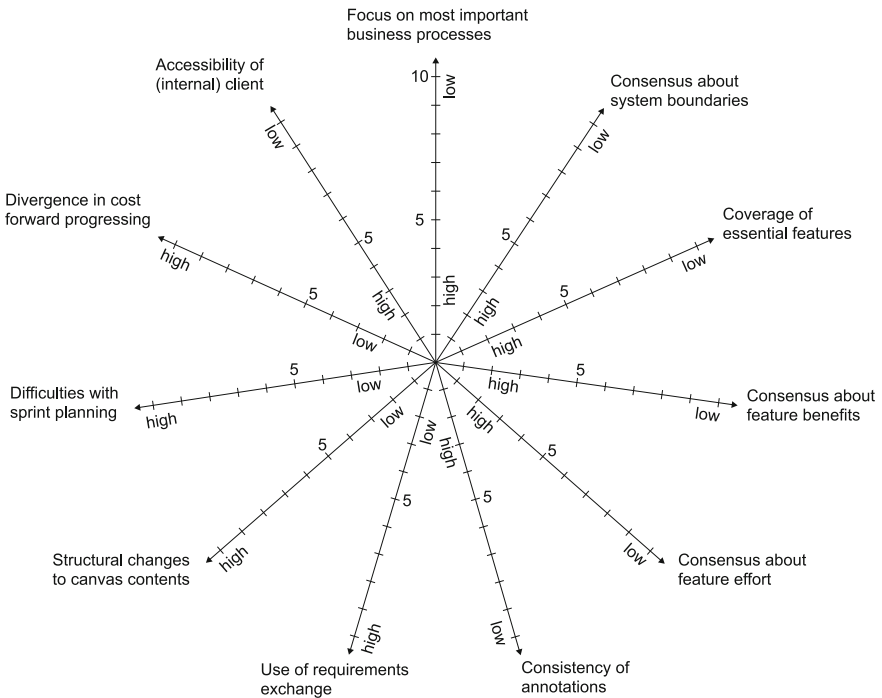 Focus on most important
business processes
10
low
5
high
Consensus about
system boundaries
low
5
high
Coverage of
essential features
low
5
high
Consensus about
feature benefits
low
5
high
Consensus about
feature effort
low
5
high
Consistency of
annotations
low
5
high
Use of requirements
exchange
high
5
low
Structural changes
to canvas contents
high
5
low
Difficulties with
sprint planning
high
5
low
Divergence in cost
forward progressing
high
5
low
Accessibility of
(internal) client
low
5
high